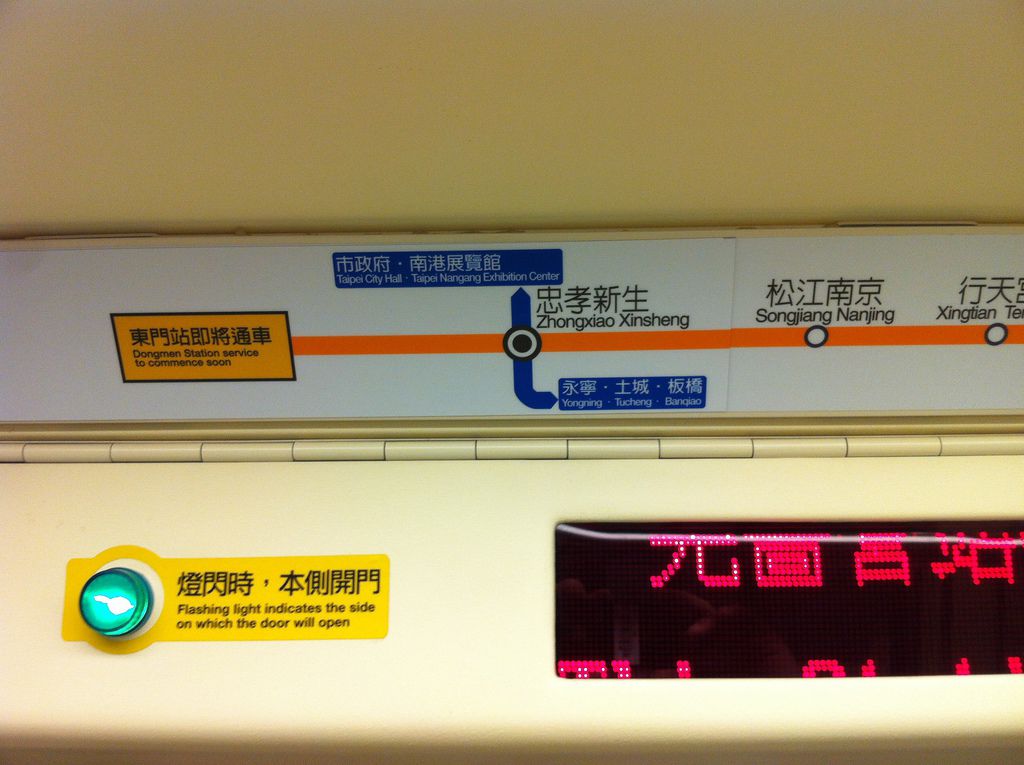 市政府・南港展覽館
Taipei City Hall・Taipei Nangang Exhibition Center
東門站即將通車
Dongmen Station service
to commence soon
忠孝新生
Zhongxiao Xinsheng
松江南京
Songjiang Nanjing
行天
Xingtian
永寧・土城・板橋
Yongning・Tucheng・Banqiao
燈閃時，本側開門
Flashing light indicates the side
on which the door will open